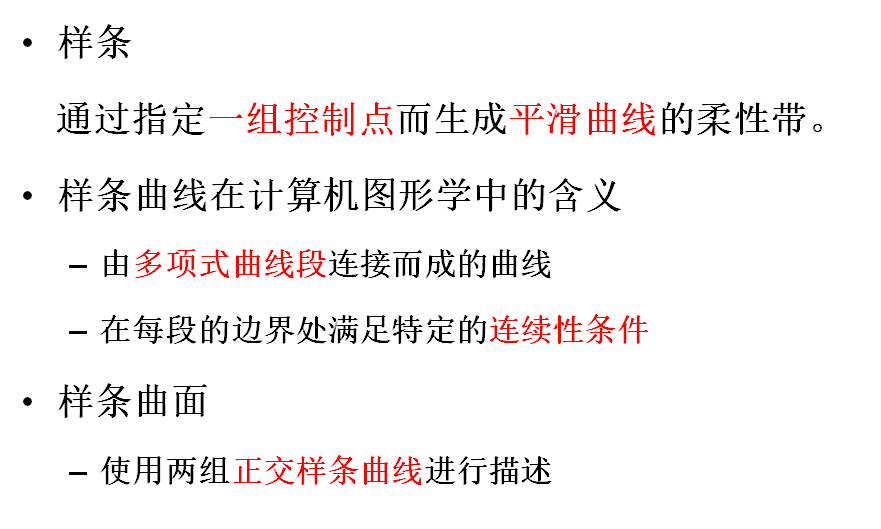 • 样条
通过指定一组控制点而生成平滑曲线的柔性带。
• 样条曲线在计算机图形学中的含义
– 由多项式曲线段连接而成的曲线
– 在每段的边界处满足特定的连续性条件
• 样条曲面
– 使用两组正交样条曲线进行描述